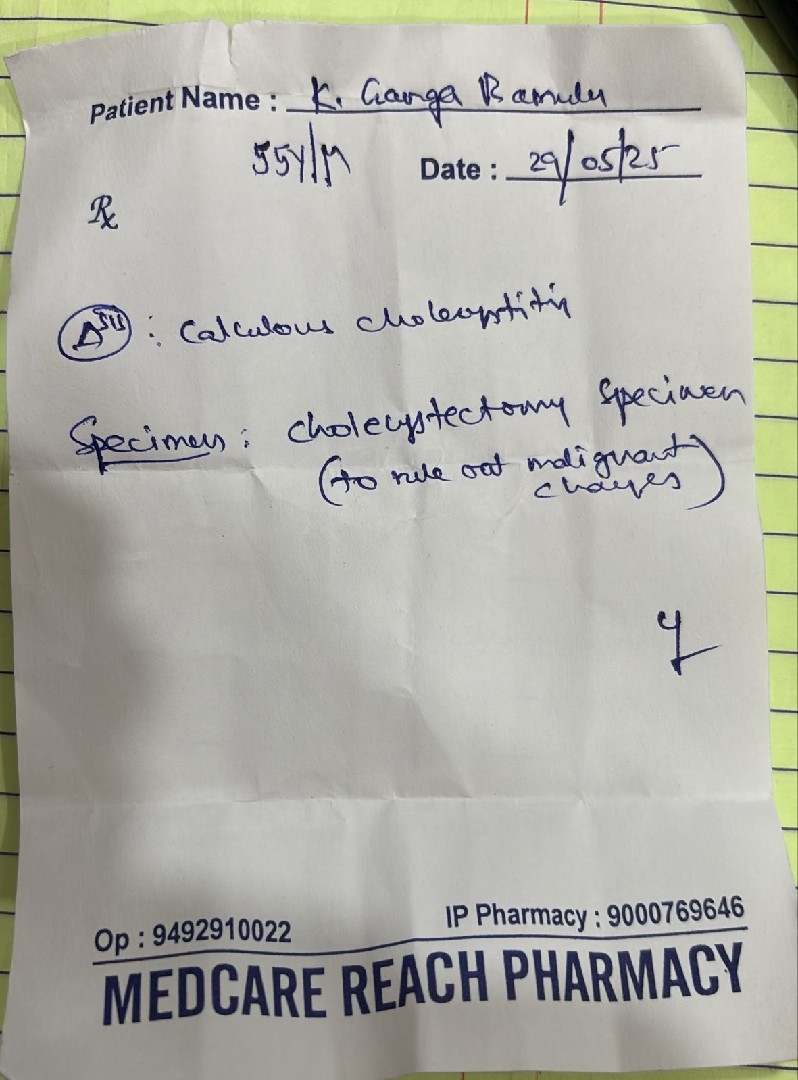 Patient Name : K. Ganga Ramulu
55Y/M Date : 29/05/25
Rx
Δsis : Calculous cholecystitis
Specimen : cholecystectomy specimen
(to rule out malignant
changes)
Op : 9492910022 IP Pharmacy : 9000769646
MEDCARE REACH PHARMACY